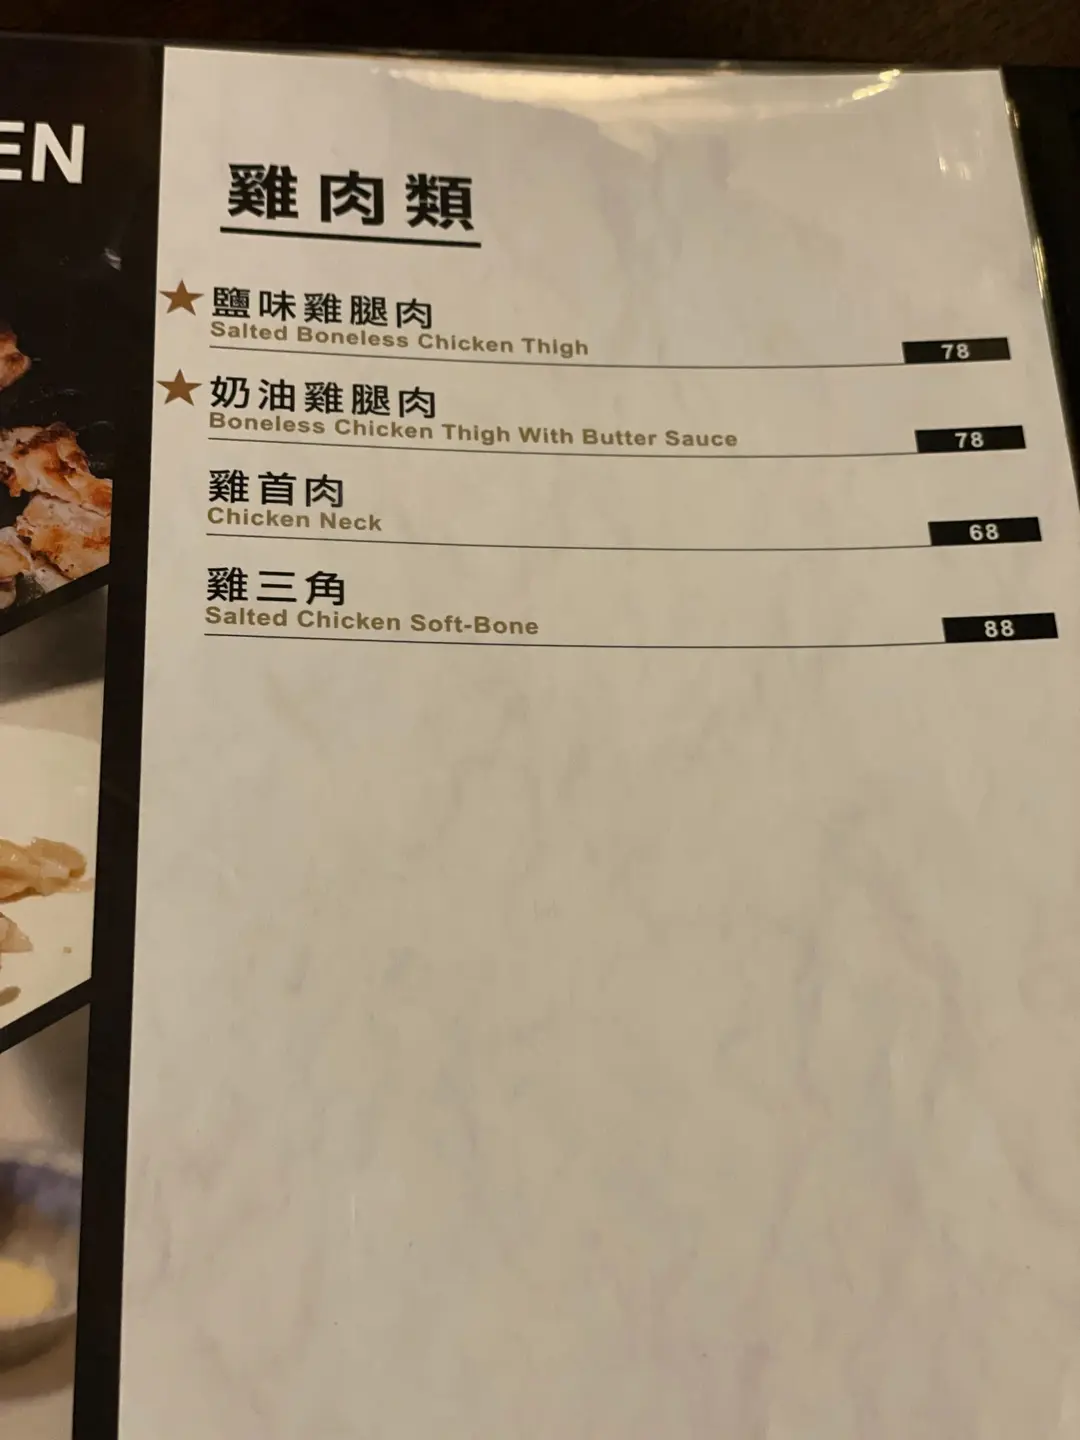 EN
雞肉類
★鹽味雞腿肉
Salted Boneless Chicken Thigh
78
★奶油雞腿肉
Boneless Chicken Thigh With Butter Sauce
78
雞首肉
Chicken Neck
68
雞三角
Salted Chicken Soft-Bone
88